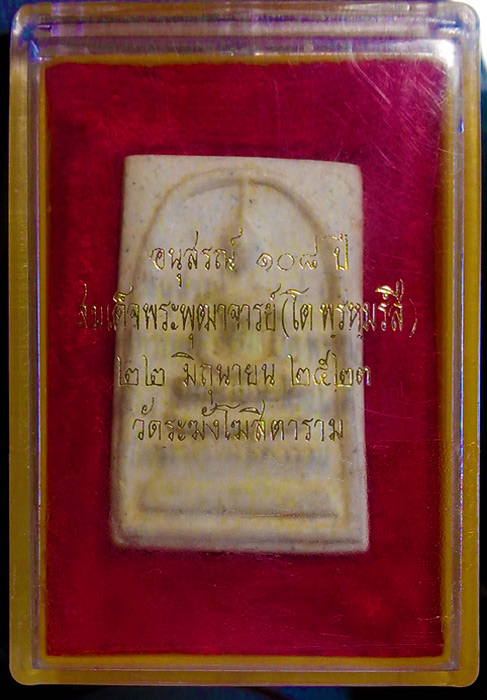 อนุสรณ์ ๑๐๘ ปี
สมเด็จพระพุฒาจารย์ (โต พรหมรังสี)
๒๒ มิถุนายน ๒๕๒๓
วัดระฆังโฆสิตาราม